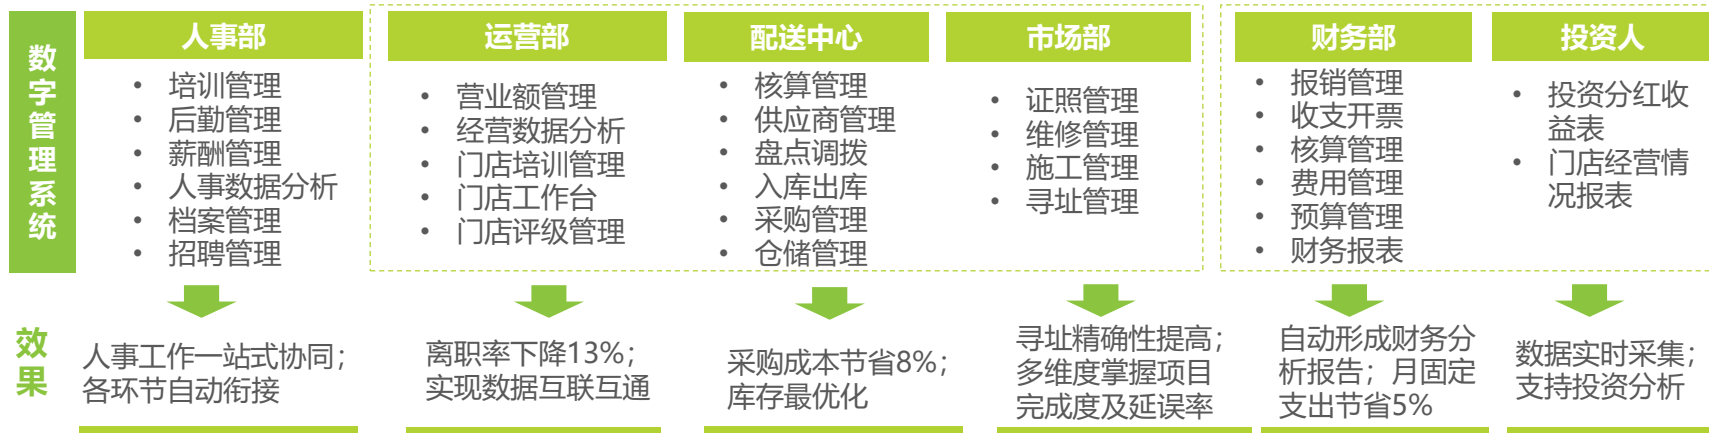 数字管理系统
人事部
培训管理
后勤管理
薪酬管理
人事数据分析
档案管理
招聘管理
运营部
营业额管理
经营数据分析
门店培训管理
门店工作台
门店评级管理
配送中心
核算管理
供应商管理
盘点调拨
入库出库
采购管理
仓储管理
市场部
证照管理
维修管理
施工管理
寻址管理
财务部
报销管理
收支开票
核算管理
费用管理
预算管理
财务报表
投资人
投资分红收
益表
门店经营情
况报表
效果
人事工作一站式协同；
各环节自动衔接
离职率下降13%；
实现数据互联互通
采购成本节省8%；
库存最优化
寻址精确性提高；
多维度掌握项目
完成度及延误率
自动形成财务分
析报告；月固定
支出节省5%
数据实时采集；
支持投资分析